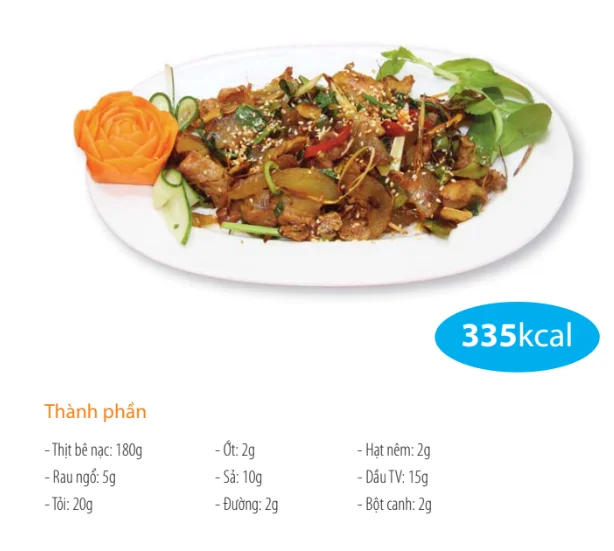 335kcal
Thành phần
- Thịt bê nạc: 180g
- Rau ngổ: 5g
- Tỏi: 20g
- Ớt: 2g
- Sả: 10g
- Đường: 2g
- Hạt nêm: 2g
- Dầu TV: 15g
- Bột canh: 2g